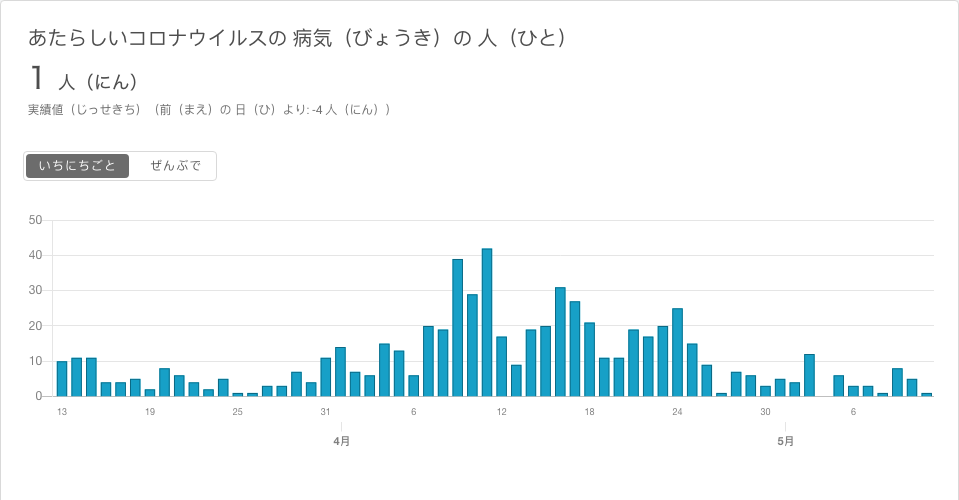 あたらしいコロナウイルスの 病気（びょうき）の 人（ひと）
1 人（にん）
実績値（じっせきち）（前（まえ）の 日（ひ）より: -4 人（にん））
いちにちごと ぜんぶで
50
40
30
20
10
0
13 19 25 31 6 12 18 24 30 6
4月 5月